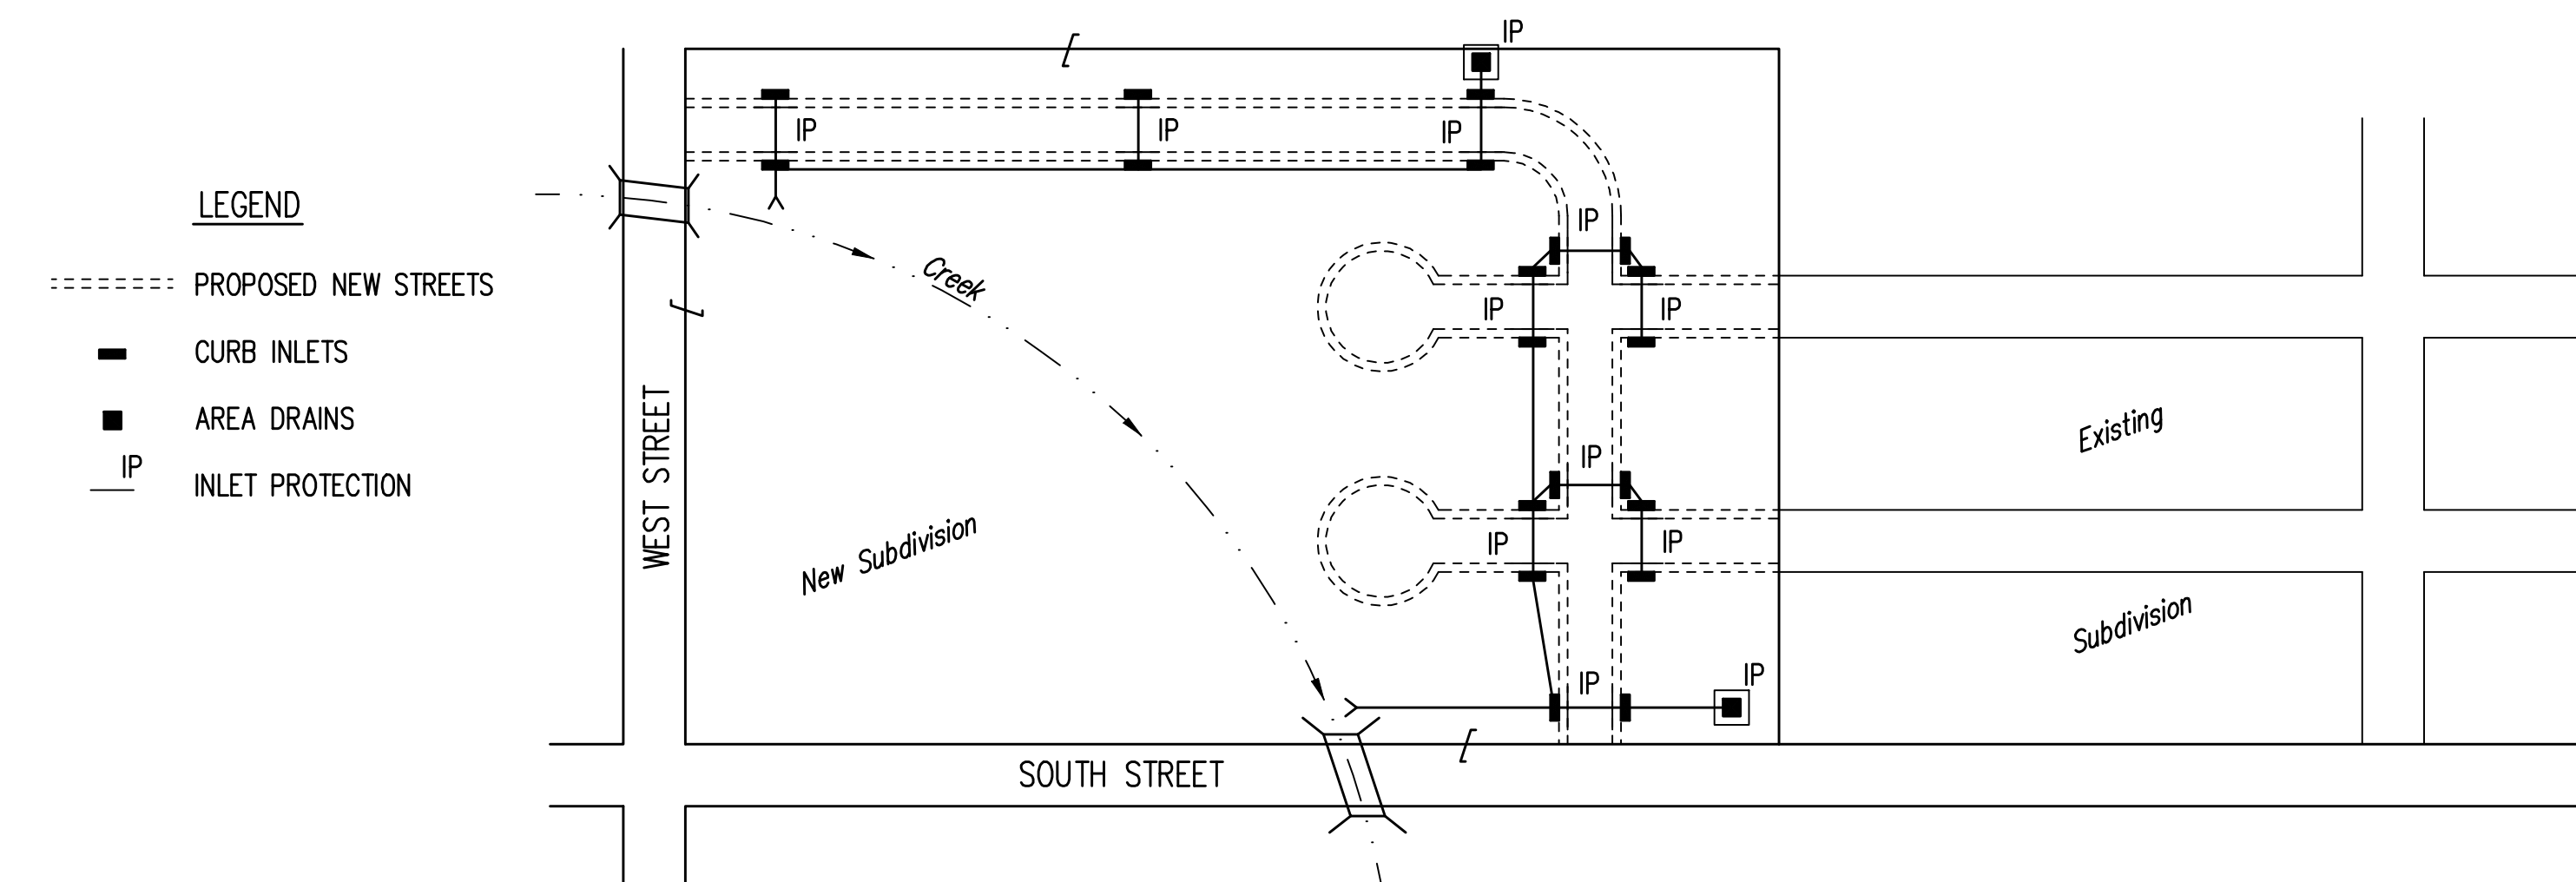 LEGEND
PROPOSED NEW STREETS
CURB INLETS
AREA DRAINS
IP
INLET PROTECTION
IP
IP
IP
IP
IP
IP
IP
Creek
WEST STREET
New Subdivision
IP
IP
IP
IP
IP
SOUTH STREET
Existing
Subdivision